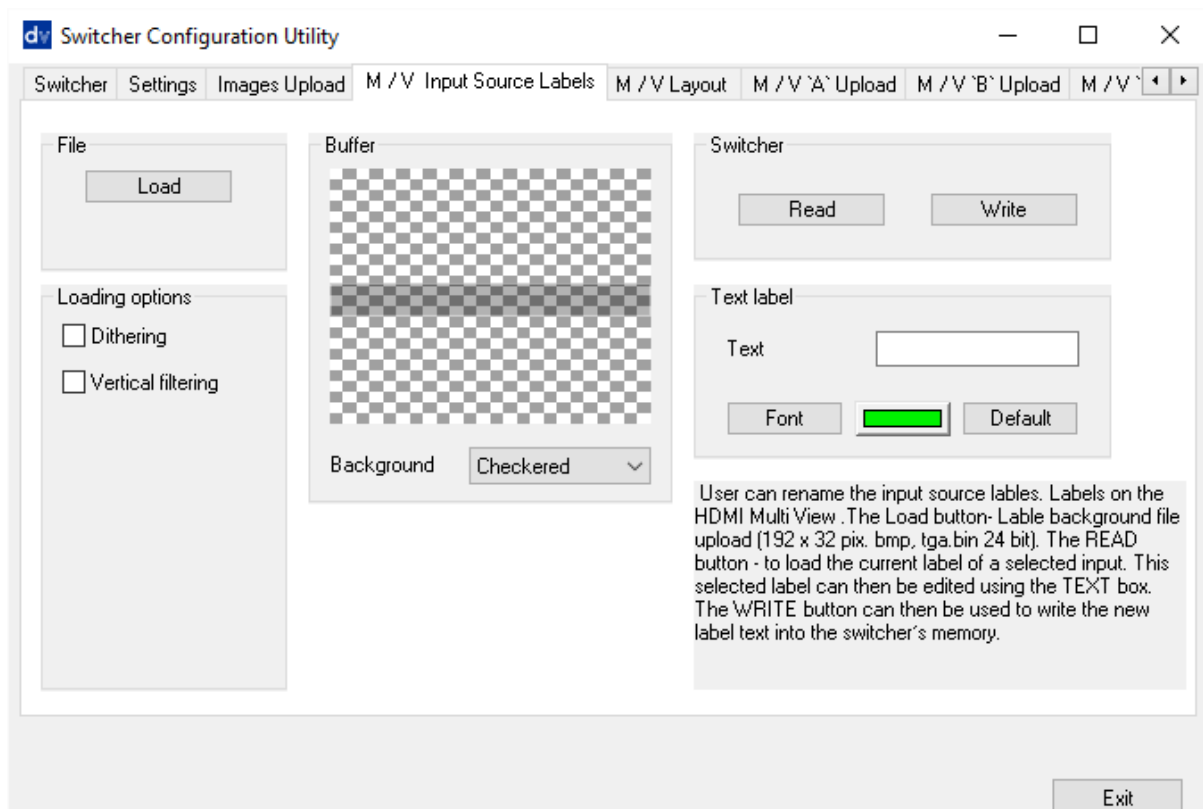 dv Switcher Configuration Utility
Switcher Settings Images Upload M / V Input Source Labels M / V Layout M / V `A` Upload M / V `B` Upload M / V `
File
Load
Loading options
Dithering
Vertical filtering
Buffer
Background Checkered
Switcher
Read Write
Text label
Text
Font Default
User can rename the input source lables. Labels on the
HDMI Multi View .The Load button- Lable background file
upload (192 x 32 pix. bmp, tga.bin 24 bit). The READ
button - to load the current label of a selected input. This
selected label can then be edited using the TEXT box.
The WRITE button can then be used to write the new
label text into the switcher´s memory.
Exit